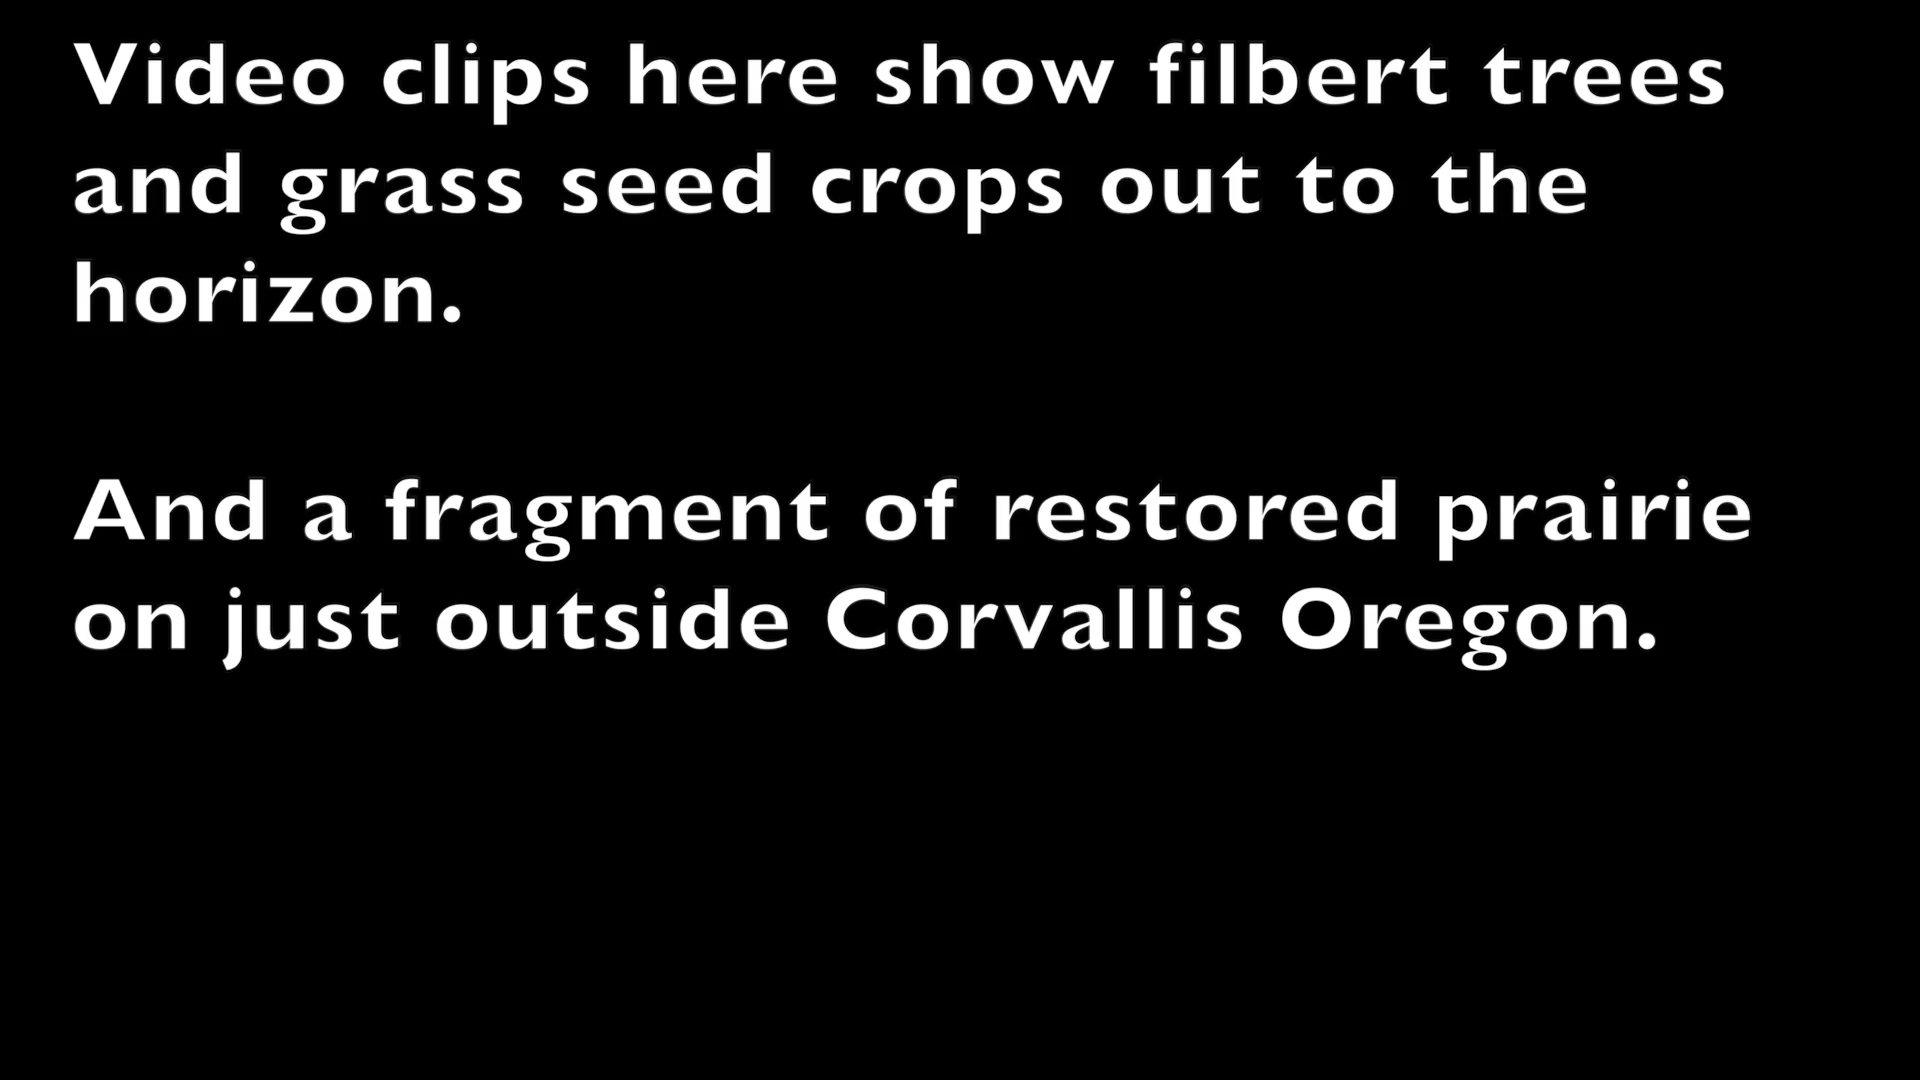 Video clips here show filbert trees
and grass seed crops out to the
horizon.
And a fragment of restored prairie
on just outside Corvallis Oregon.